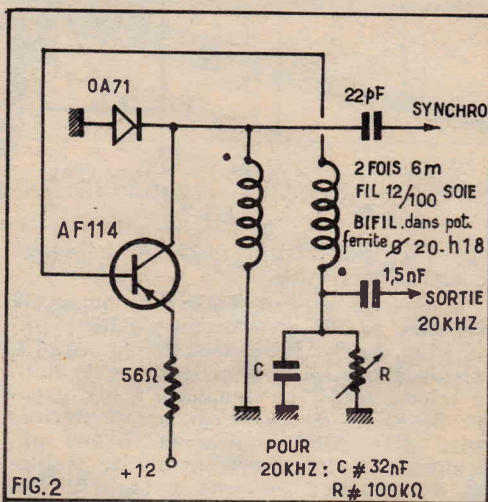 OA71
22pF
SYNCHRO
AF114
2 FOIS 6m
FIL 12/100 SOIE
BIFIL. dans pot.
ferrite ø 20-h18
1,5nF
SORTIE
20KHZ
C
R
56Ω
+12
POUR
20KHZ : C # 32nF
R # 100KΩ
FIG.2